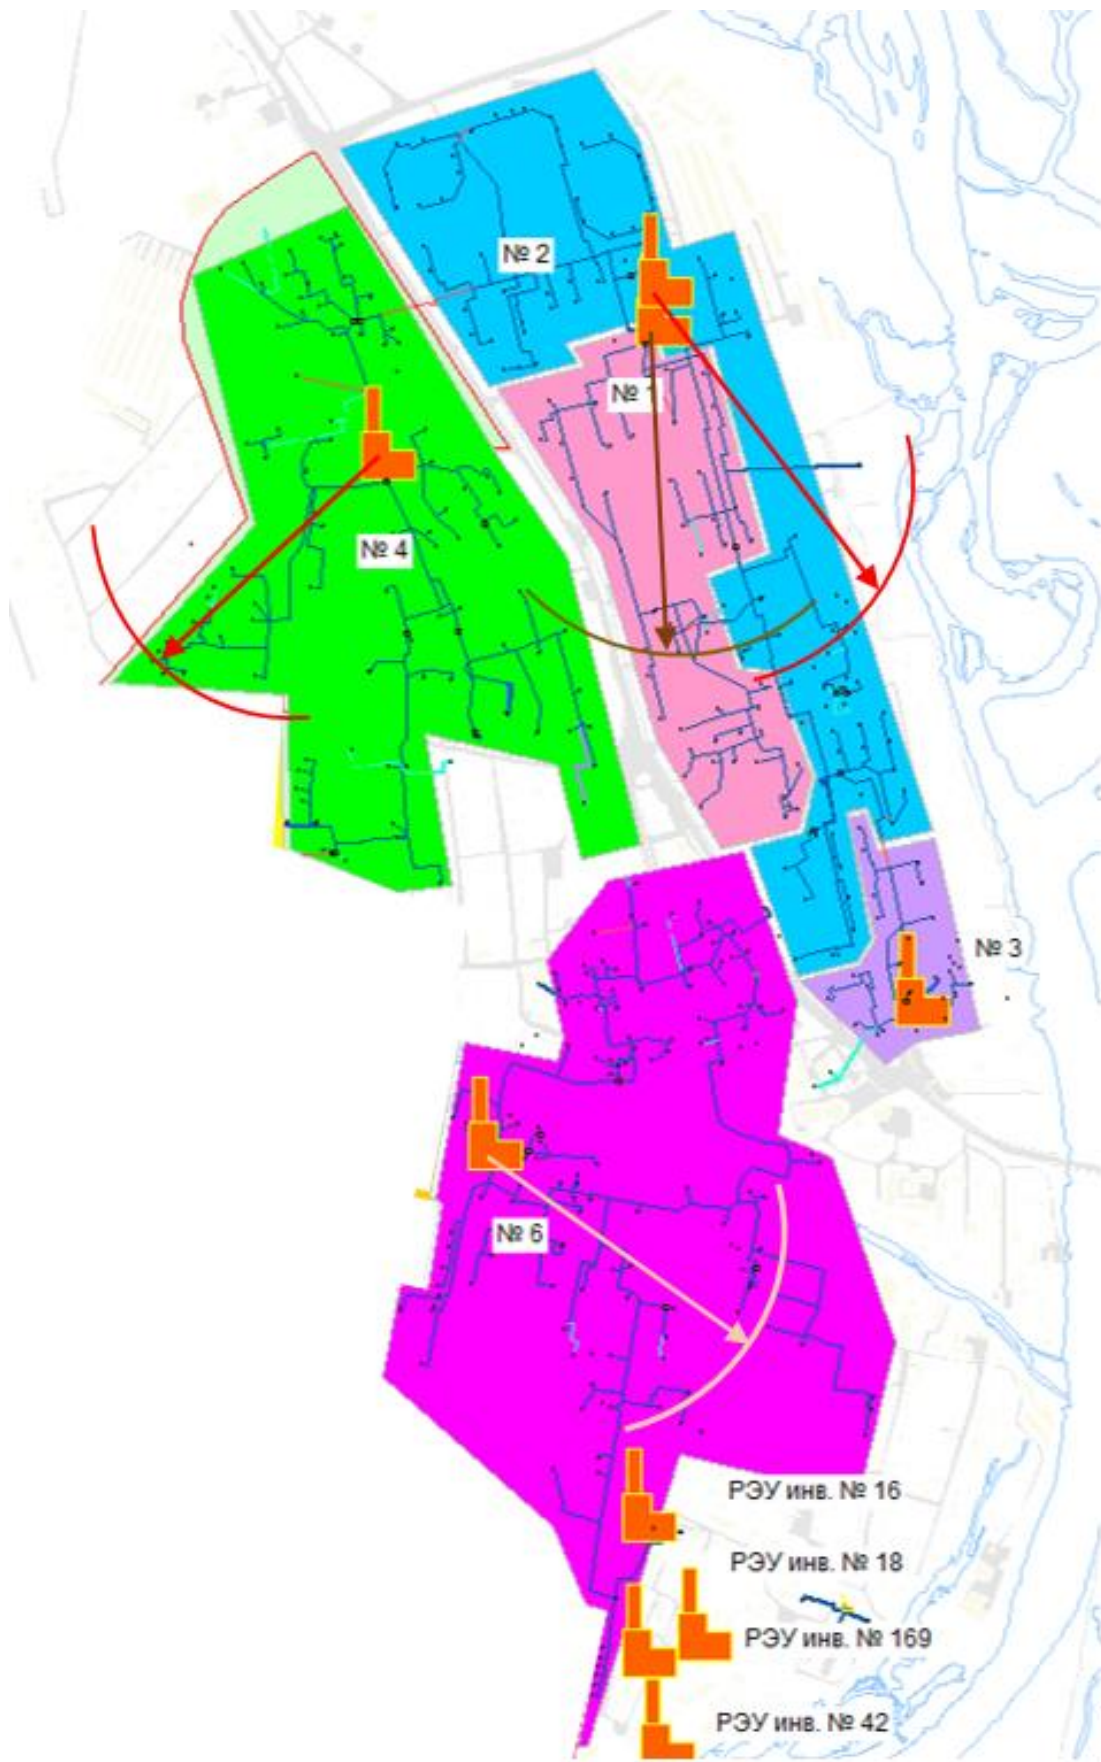 № 2
№ 1
№ 4
№ 3
№ 6
РЭУ инв. № 16
РЭУ инв. № 18
РЭУ инв. № 169
РЭУ инв. № 42